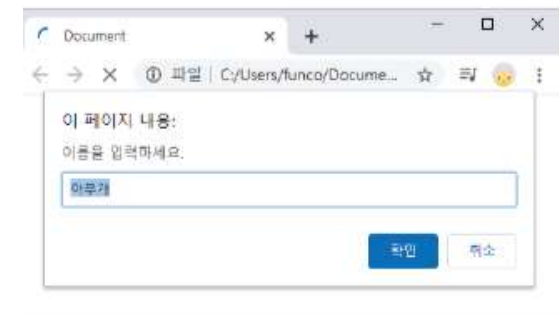 Document
파일 | C:/Users/funco/Docume...
이 페이지 내용:
이름을 입력하세요.
아무개
확인 취소